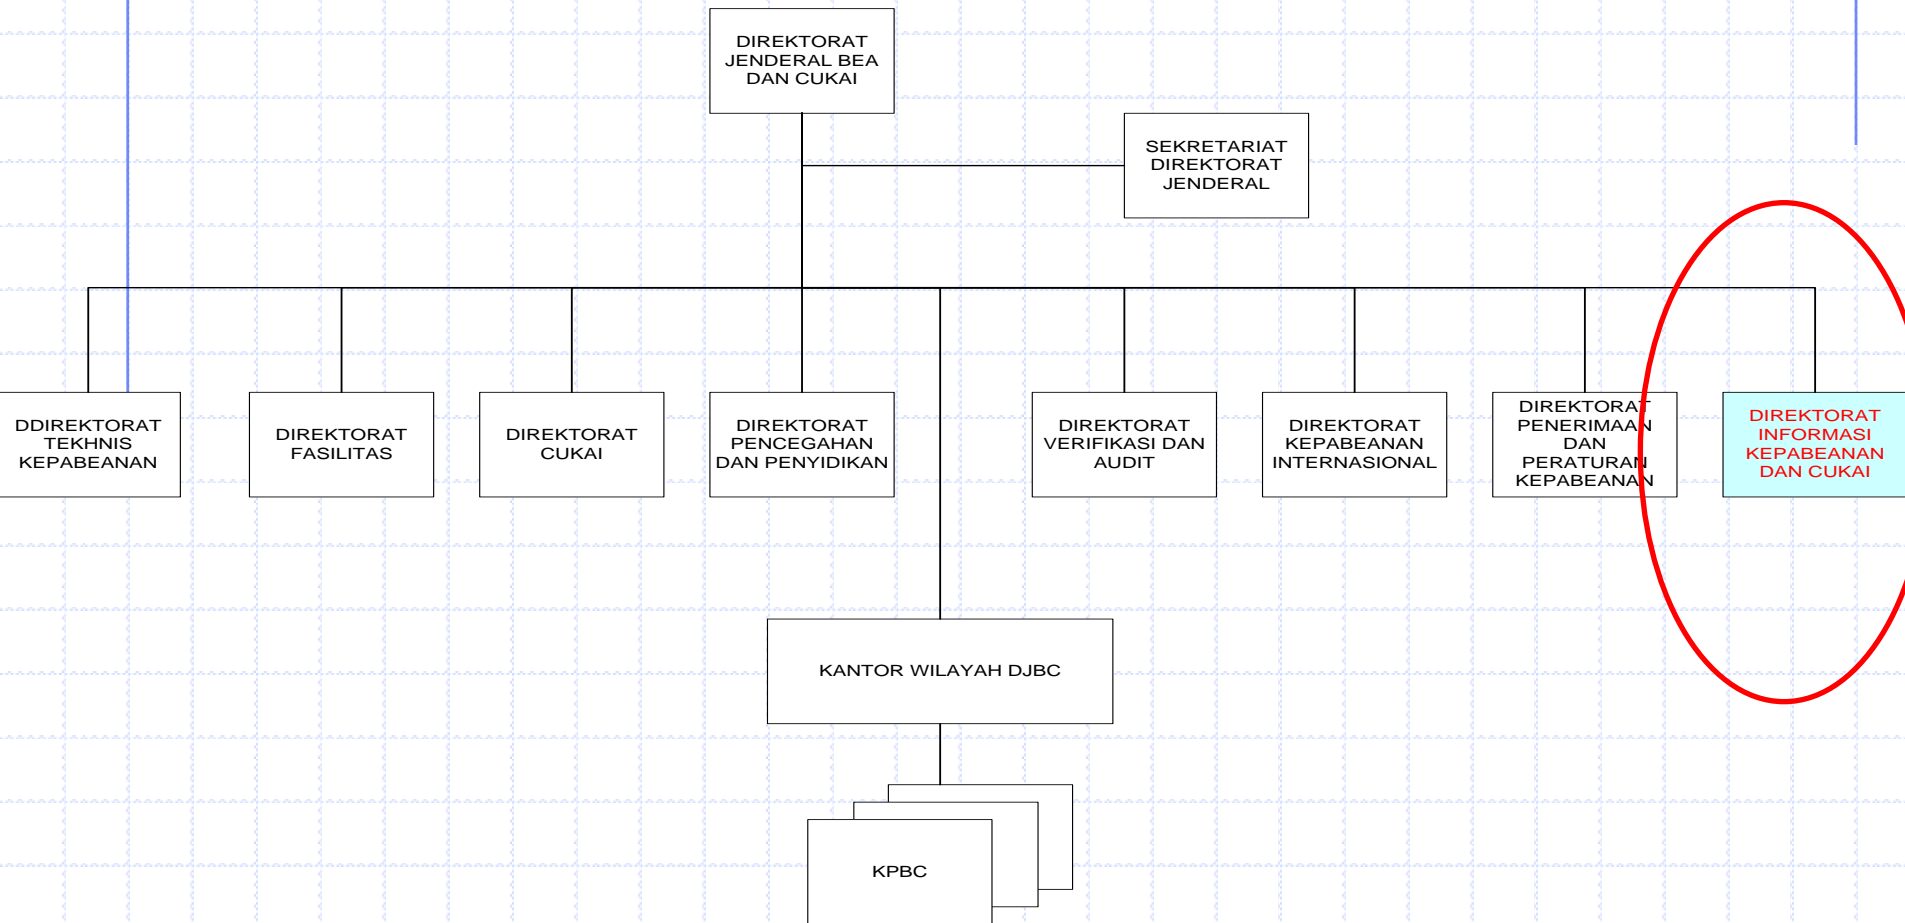 DIREKTORAT
JENDERAL BEA
DAN CUKAI
SEKRETARIAT
DIREKTORAT
JENDERAL
DDIREKTORAT
TEKHNIS
KEPABEANAN
DIREKTORAT
FASILITAS
DIREKTORAT
CUKAI
DIREKTORAT
PENCEGAHAN
DAN PENYIDIKAN
DIREKTORAT
VERIFIKASI DAN
AUDIT
DIREKTORAT
KEPABEANAN
INTERNASIONAL
DIREKTORAT
PENERIMAAN
DAN
PERATURAN
KEPABEANAN
DIREKTORAT
INFORMASI
KEPABEANAN
DAN CUKAI
KANTOR WILAYAH DJBC
KPBC